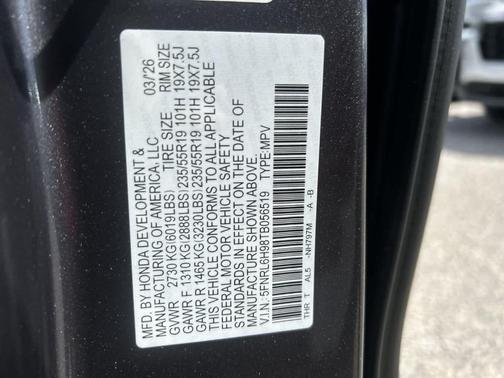 MFD. BY HONDA DEVELOPMENT & 03/26
MANUFACTURING OF AMERICA, LLC
GVWR 2730 KG(6019LBS) TIRE SIZE RIM SIZE
GAWR F 1310 KG(2888LBS)235/55R19 101H 19X7.5J
GAWR R 1465 KG(3230LBS)235/55R19 101H 19X7.5J
THIS VEHICLE CONFORMS TO ALL APPLICABLE
FEDERAL MOTOR VEHICLE SAFETY
STANDARDS IN EFFECT ON THE DATE OF
MANUFACTURE SHOWN ABOVE.
V.I.N.:5FNRL6H98TB056519 TYPE:MPV
THR T AL5 -NH797M -A -B